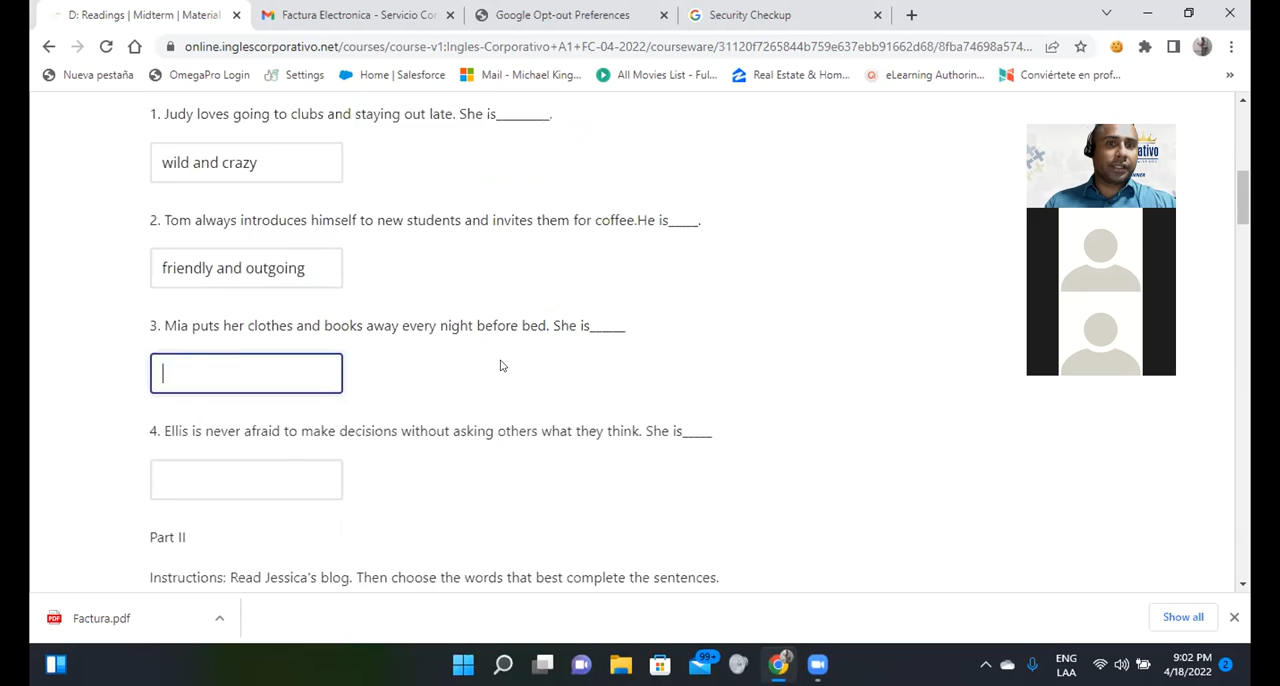 D: Readings | Midterm | Material
Factura Electronica - Servicio Cor
Google Opt-out Preferences
Security Checkup
online.inglescorporativo.net/courses/course-v1:Ingles-Corporativo+A1+FC-04-2022/courseware/31120f7265844b759e637ebb91662d68/8fba74698a574...
Nueva pestaña
OmegaPro Login
Settings
Home | Salesforce
Mail - Michael King...
All Movies List - Ful...
Real Estate & Hom...
eLearning Authorin...
Conviértete en prof...
»
1. Judy loves going to clubs and staying out late. She is_________.
wild and crazy
2. Tom always introduces himself to new students and invites them for coffee.He is_____.
friendly and outgoing
3. Mia puts her clothes and books away every night before bed. She is______
4. Ellis is never afraid to make decisions without asking others what they think. She is_____
Part II
Instructions: Read Jessica's blog. Then choose the words that best complete the sentences.
ativo
PDF
Factura.pdf
Show all
99+
ENG
LAA
9:02 PM
4/18/2022
2